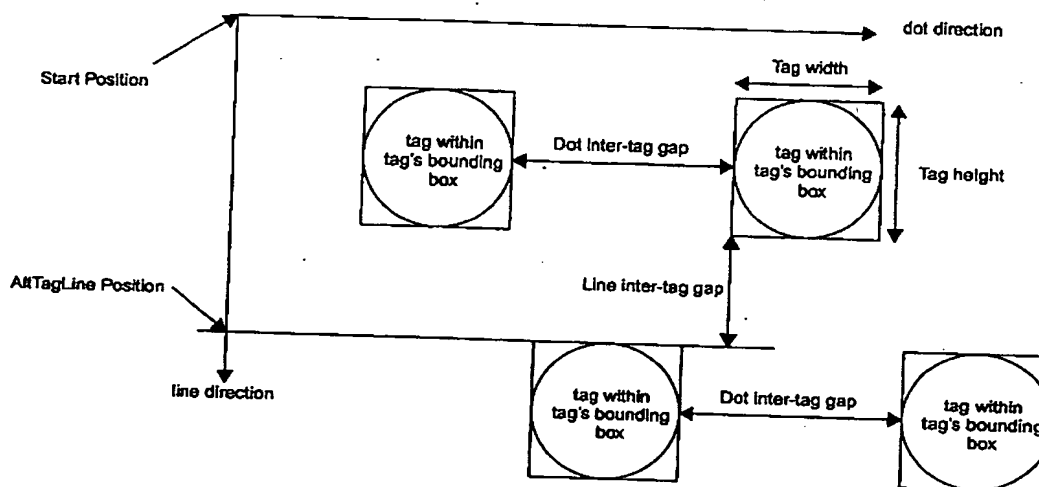 dot direction
Start Position
Tag width
tag within
tag's bounding
box
Dot inter-tag gap
tag within
tag's bounding
box
Tag height
AltTagLine Position
Line inter-tag gap
line direction
tag within
tag's bounding
box
Dot inter-tag gap
tag within
tag's bounding
box